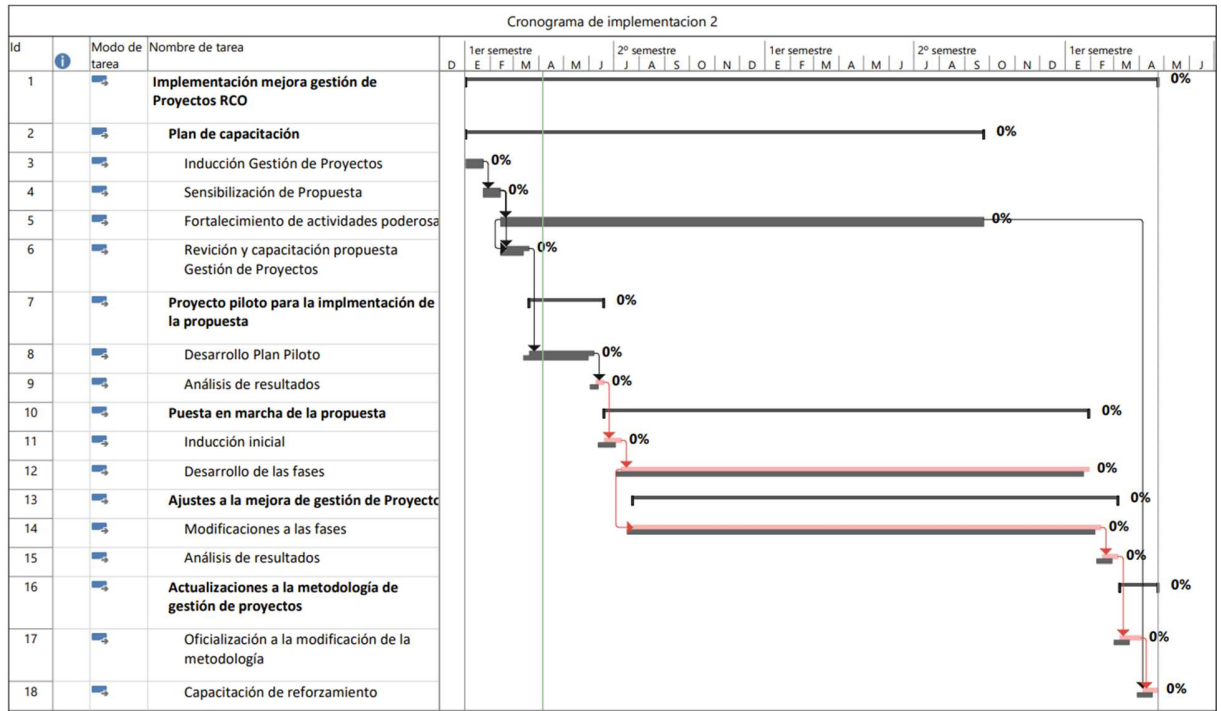 Cronograma de implementacion 2
Id Modo de tarea Nombre de tarea
1er semestre 2º semestre 1er semestre 2º semestre 1er semestre
D E F M A M J J A S O N D E F M A M J J A S O N D E F M A M J
1 Implementación mejora gestión de
Proyectos RCO 0%
2 Plan de capacitación 0%
3 Inducción Gestión de Proyectos 0%
4 Sensibilización de Propuesta 0%
5 Fortalecimiento de actividades poderosa 0%
6 Revición y capacitación propuesta
Gestión de Proyectos 0%
7 Proyecto piloto para la implmentación de
la propuesta 0%
8 Desarrollo Plan Piloto 0%
9 Análisis de resultados 0%
10 Puesta en marcha de la propuesta 0%
11 Inducción inicial 0%
12 Desarrollo de las fases 0%
13 Ajustes a la mejora de gestión de Proyecto 0%
14 Modificaciones a las fases 0%
15 Análisis de resultados 0%
16 Actualizaciones a la metodología de
gestión de proyectos 0%
17 Oficialización a la modificación de la
metodología 0%
18 Capacitación de reforzamiento 0%